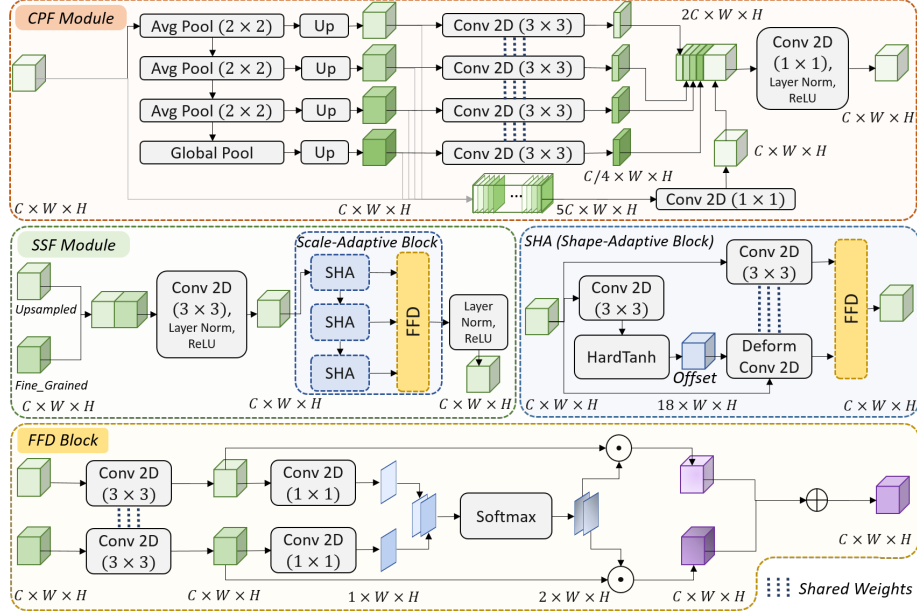 CPF Module
Avg Pool (2 × 2)
Up
Conv 2D (3 × 3)
2C × W × H
Avg Pool (2 × 2)
Up
Conv 2D (3 × 3)
Conv 2D
(1 × 1),
Layer Norm,
ReLU
Avg Pool (2 × 2)
Up
Conv 2D (3 × 3)
C × W × H
Global Pool
Up
Conv 2D (3 × 3)
C × W × H
C/4 × W × H
...
Conv 2D (1 × 1)
C × W × H
C × W × H
5C × W × H
SSF Module
Upsampled
Fine_Grained
C × W × H
Conv 2D
(3 × 3),
Layer Norm,
ReLU
C × W × H
Scale-Adaptive Block
SHA
SHA
SHA
FFD
Layer
Norm,
ReLU
C × W × H
SHA (Shape-Adaptive Block)
Conv 2D
(3 × 3)
Conv 2D
(3 × 3)
HardTanh
Offset
Deform
Conv 2D
FFD
C × W × H
18 × W × H
C × W × H
FFD Block
Conv 2D
(3 × 3)
Conv 2D
(1 × 1)
Softmax
Conv 2D
(3 × 3)
Conv 2D
(1 × 1)
C × W × H
C × W × H
C × W × H
1 × W × H
2 × W × H
C × W × H
Shared Weights